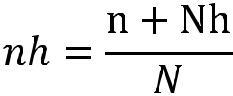 nh = (n + Nh) / N